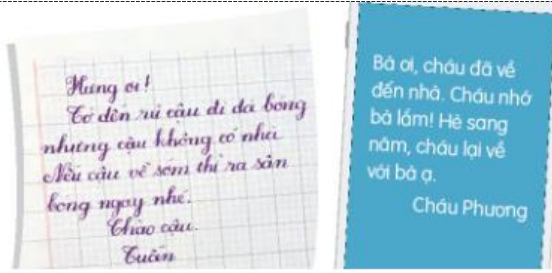 Hùng ơi!
Tớ đến rủ cậu đi đá bóng
nhưng cậu không có nhà.
Nếu cậu về sớm thì ra sân
bóng ngay nhé.
Chào cậu.
Tuấn
Bà ơi, cháu đã về
đến nhà. Cháu nhớ
bà lắm! Hè sang
năm, cháu lại về
với bà ạ.
Cháu Phương